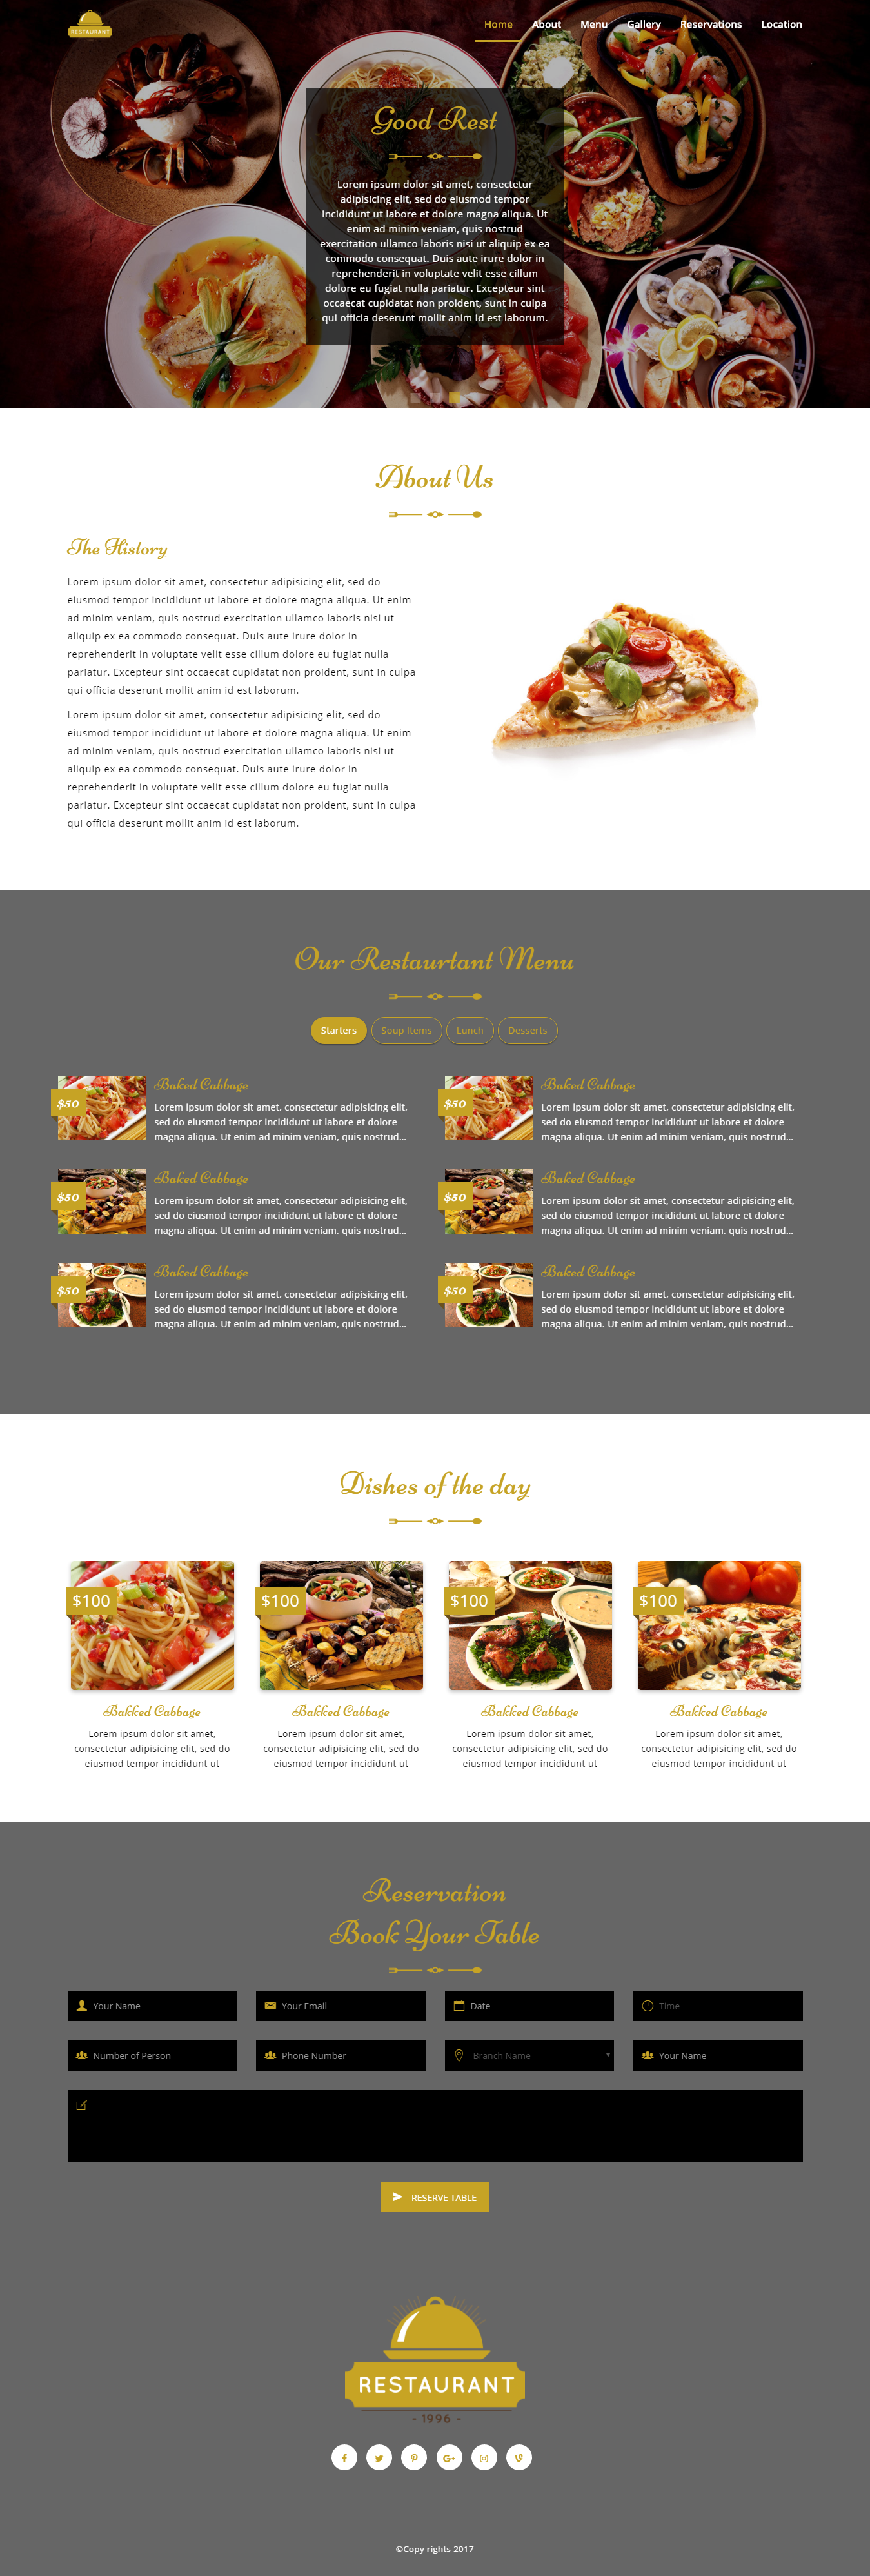 RESTAURANT
Home About Menu Gallery Reservations Location
Good Rest
Lorem ipsum dolor sit amet, consectetur
adipisicing elit, sed do eiusmod tempor
incididunt ut labore et dolore magna aliqua. Ut
enim ad minim veniam, quis nostrud
exercitation ullamco laboris nisi ut aliquip ex ea
commodo consequat. Duis aute irure dolor in
reprehenderit in voluptate velit esse cillum
dolore eu fugiat nulla pariatur. Excepteur sint
occaecat cupidatat non proident, sunt in culpa
qui officia deserunt mollit anim id est laborum.
About Us
The History
Lorem ipsum dolor sit amet, consectetur adipisicing elit, sed do
eiusmod tempor incididunt ut labore et dolore magna aliqua. Ut enim
ad minim veniam, quis nostrud exercitation ullamco laboris nisi ut
aliquip ex ea commodo consequat. Duis aute irure dolor in
reprehenderit in voluptate velit esse cillum dolore eu fugiat nulla
pariatur. Excepteur sint occaecat cupidatat non proident, sunt in culpa
qui officia deserunt mollit anim id est laborum.
Lorem ipsum dolor sit amet, consectetur adipisicing elit, sed do
eiusmod tempor incididunt ut labore et dolore magna aliqua. Ut enim
ad minim veniam, quis nostrud exercitation ullamco laboris nisi ut
aliquip ex ea commodo consequat. Duis aute irure dolor in
reprehenderit in voluptate velit esse cillum dolore eu fugiat nulla
pariatur. Excepteur sint occaecat cupidatat non proident, sunt in culpa
qui officia deserunt mollit anim id est laborum.
Our Restaurtant Menu
Starters Soup Items Lunch Desserts
$50
Baked Cabbage
Lorem ipsum dolor sit amet, consectetur adipisicing elit,
sed do eiusmod tempor incididunt ut labore et dolore
magna aliqua. Ut enim ad minim veniam, quis nostrud...
$50
Baked Cabbage
Lorem ipsum dolor sit amet, consectetur adipisicing elit,
sed do eiusmod tempor incididunt ut labore et dolore
magna aliqua. Ut enim ad minim veniam, quis nostrud...
$50
Baked Cabbage
Lorem ipsum dolor sit amet, consectetur adipisicing elit,
sed do eiusmod tempor incididunt ut labore et dolore
magna aliqua. Ut enim ad minim veniam, quis nostrud...
$50
Baked Cabbage
Lorem ipsum dolor sit amet, consectetur adipisicing elit,
sed do eiusmod tempor incididunt ut labore et dolore
magna aliqua. Ut enim ad minim veniam, quis nostrud...
$50
Baked Cabbage
Lorem ipsum dolor sit amet, consectetur adipisicing elit,
sed do eiusmod tempor incididunt ut labore et dolore
magna aliqua. Ut enim ad minim veniam, quis nostrud...
$50
Baked Cabbage
Lorem ipsum dolor sit amet, consectetur adipisicing elit,
sed do eiusmod tempor incididunt ut labore et dolore
magna aliqua. Ut enim ad minim veniam, quis nostrud...
Dishes of the day
$100
Bakked Cabbage
Lorem ipsum dolor sit amet,
consectetur adipisicing elit, sed do
eiusmod tempor incididunt ut
$100
Bakked Cabbage
Lorem ipsum dolor sit amet,
consectetur adipisicing elit, sed do
eiusmod tempor incididunt ut
$100
Bakked Cabbage
Lorem ipsum dolor sit amet,
consectetur adipisicing elit, sed do
eiusmod tempor incididunt ut
$100
Bakked Cabbage
Lorem ipsum dolor sit amet,
consectetur adipisicing elit, sed do
eiusmod tempor incididunt ut
Reservation
Book Your Table
Your Name Your Email Date Time
Number of Person Phone Number Branch Name Your Name
RESERVE TABLE
RESTAURANT
- 1996 -
©Copy rights 2017